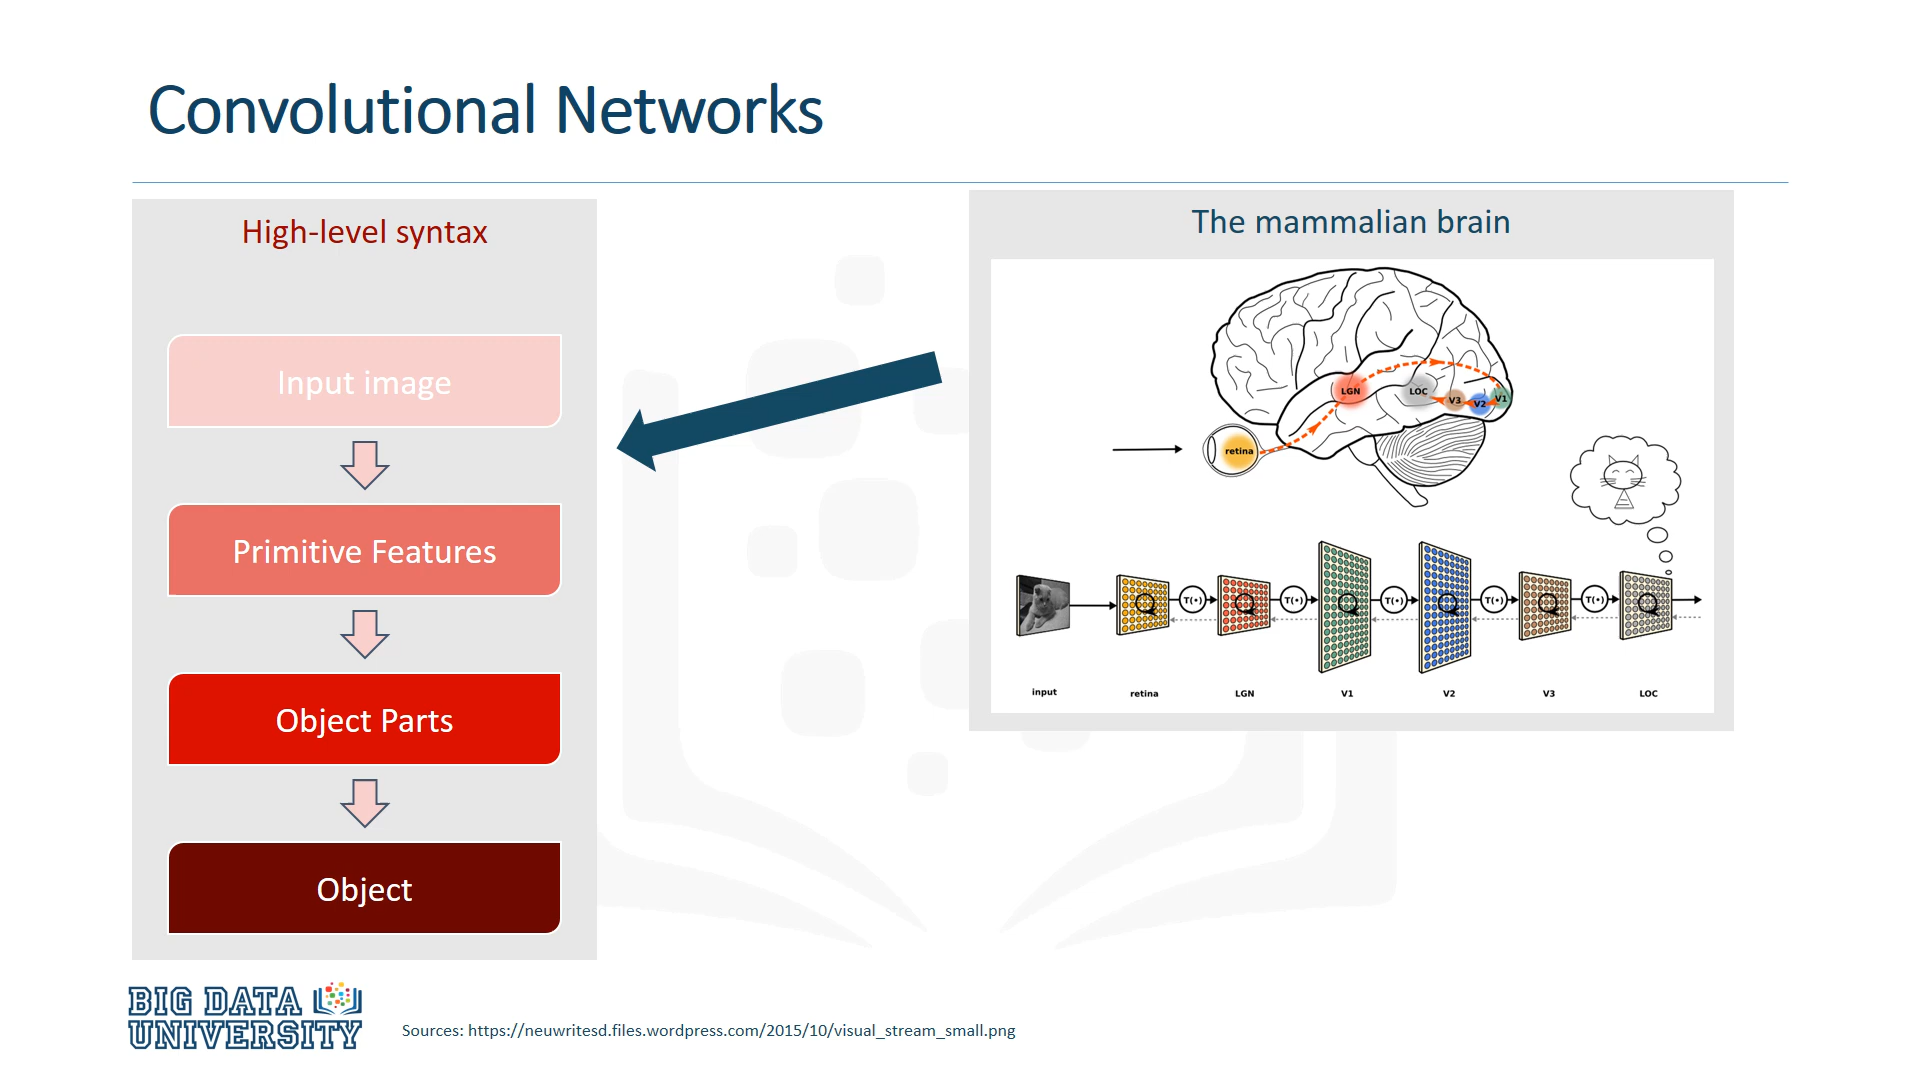 Convolutional Networks
High-level syntax
Input image
Primitive Features
Object Parts
Object
The mammalian brain
LGN
LOC
V3
V2
V1
retina
T(•)
T(•)
T(•)
T(•)
T(•)
input
retina
LGN
V1
V2
V3
LOC
BIG DATA
UNIVERSITY
Sources: https://neuwritesd.files.wordpress.com/2015/10/visual_stream_small.png